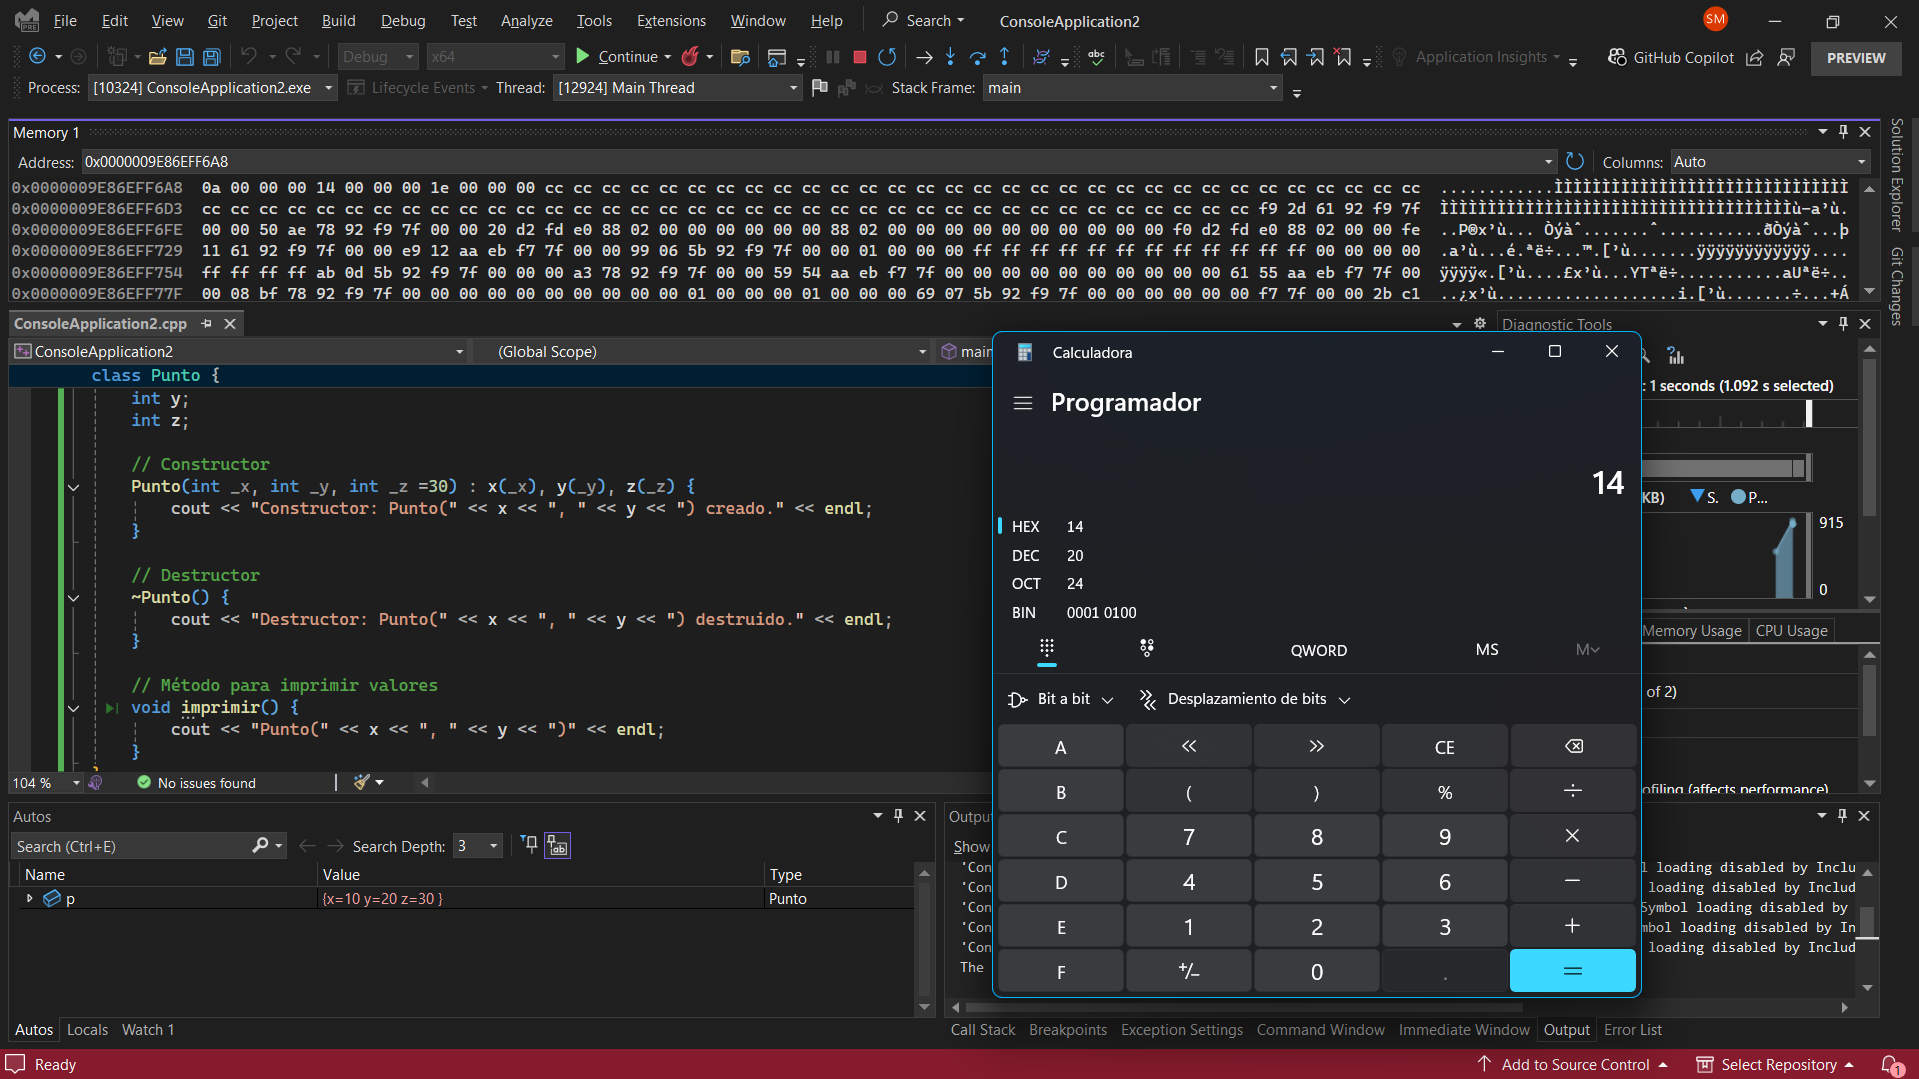 File Edit View Git Project Build Debug Test Analyze Tools Extensions Window Help Search ConsoleApplication2 SM
Debug x64 Continue Application Insights GitHub Copilot PREVIEW
Process: [10324] ConsoleApplication2.exe Lifecycle Events Thread: [12924] Main Thread Stack Frame: main
Memory 1
Address: 0x0000009E86EFF6A8 Columns: Auto
0x0000009E86EFF6A8 0a 00 00 00 14 00 00 00 1e 00 00 00 cc cc cc cc cc cc cc cc cc cc cc cc cc cc cc cc cc cc cc cc cc cc cc cc cc cc cc cc cc cc cc ............ÌÌÌÌÌÌÌÌÌÌÌÌÌÌÌÌÌÌÌÌÌÌÌÌÌÌÌÌÌÌÌ
0x0000009E86EFF6D3 cc cc cc cc cc cc cc cc cc cc cc cc cc cc cc cc cc cc cc cc cc cc cc cc cc cc cc cc cc cc cc cc cc cc cc cc cc f9 2d 61 92 f9 7f ÌÌÌÌÌÌÌÌÌÌÌÌÌÌÌÌÌÌÌÌÌÌÌÌÌÌÌÌÌÌÌÌÌÌÌÌÌù-a’ù.
0x0000009E86EFF6FE 00 00 50 ae 78 92 f9 7f 00 00 20 d2 fd e0 88 02 00 00 00 00 00 00 00 88 02 00 00 00 00 00 00 00 00 00 f0 d2 fd e0 88 02 00 00 fe ..P®x’ù... Òýàˆ.......ˆ..........ðÒýàˆ...þ
0x0000009E86EFF729 11 61 92 f9 7f 00 00 e9 12 aa eb f7 7f 00 00 99 06 5b 92 f9 7f 00 00 01 00 00 00 ff ff ff ff ff ff ff ff ff ff ff ff 00 00 00 00 .a’ù...é.ªë÷...™.[’ù.......ÿÿÿÿÿÿÿÿÿÿÿÿ....
0x0000009E86EFF754 ff ff ff ff ff ab 0d 5b 92 f9 7f 00 00 00 a3 78 92 f9 7f 00 00 59 54 aa eb f7 7f 00 00 00 00 00 00 00 00 00 61 55 aa eb f7 7f 00 ÿÿÿÿÿ«.[’ù....£x’ù...YTªë÷............aUªë÷..
0x0000009E86EFF77F 00 08 bf 78 92 f9 7f 00 00 00 00 00 00 00 00 00 00 01 00 00 00 01 00 00 00 69 07 5b 92 f9 7f 00 00 00 00 00 00 f7 7f 00 00 2b c1 ..¿x’ù...................i.[’ù.......÷...+Á
Solution Explorer
Git Changes
ConsoleApplication2.cpp Diagnostic Tools
ConsoleApplication2 (Global Scope) main
class Punto {
int y;
int z;
// Constructor
Punto(int _x, int _y, int _z =30) : x(_x), y(_y), z(_z) {
cout << "Constructor: Punto(" << x << ", " << y << ") creado." << endl;
}
// Destructor
~Punto() {
cout << "Destructor: Punto(" << x << ", " << y << ") destruido." << endl;
}
// Método para imprimir valores
void imprimir() {
cout << "Punto(" << x << ", " << y << ")" << endl;
}
104 % No issues found
Calculadora
Programador
14
HEX 14
DEC 20
OCT 24
BIN 0001 0100
QWORD MS M
Bit a bit Desplazamiento de bits
A « » CE
B ( ) % ÷
C 7 8 9 ×
D 4 5 6 −
E 1 2 3 +
F +/− 0 . =
: 1 seconds (1.092 s selected)
KB) S. P...
915
0
Memory Usage CPU Usage
of 2)
ofiling (affects performance)
Autos
Search (Ctrl+E) Search Depth: 3
Name Value Type
p {x=10 y=20 z=30 } Punto
Autos Locals Watch 1
Output
Show
'Con l loading disabled by Inclu
'Con loading disabled by Includ
'Con Symbol loading disabled by
'Con mbol loading disabled by In
'Con loading disabled by Includ
The
Call Stack Breakpoints Exception Settings Command Window Immediate Window Output Error List
Ready Add to Source Control Select Repository 1